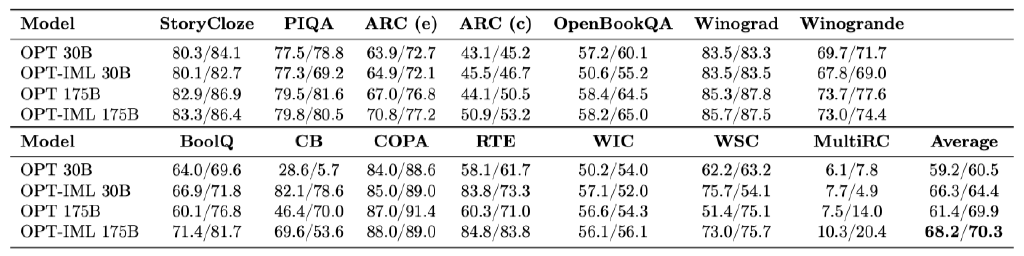 Model StoryCloze PIQA ARC (e) ARC (c) OpenBookQA Winograd Winogrande
OPT 30B 80.3/84.1 77.5/78.8 63.9/72.7 43.1/45.2 57.2/60.1 83.5/83.3 69.7/71.7
OPT-IML 30B 80.1/82.7 77.3/69.2 64.9/72.1 45.5/46.7 50.6/55.2 83.5/83.5 67.8/69.0
OPT 175B 82.9/86.9 79.5/81.6 67.0/76.8 44.1/50.5 58.4/64.5 85.3/87.8 73.7/77.6
OPT-IML 175B 83.3/86.4 79.8/80.5 70.8/77.2 50.9/53.2 58.2/65.0 85.7/87.5 73.0/74.4
Model BoolQ CB COPA RTE WIC WSC MultiRC Average
OPT 30B 64.0/69.6 28.6/5.7 84.0/88.6 58.1/61.7 50.2/54.0 62.2/63.2 6.1/7.8 59.2/60.5
OPT-IML 30B 66.9/71.8 82.1/78.6 85.0/89.0 83.8/73.3 57.1/52.0 75.7/54.1 7.7/4.9 66.3/64.4
OPT 175B 60.1/76.8 46.4/70.0 87.0/91.4 60.3/71.0 56.6/54.3 51.4/75.1 7.5/14.0 61.4/69.9
OPT-IML 175B 71.4/81.7 69.6/53.6 88.0/89.0 84.8/83.8 56.1/56.1 73.0/75.7 10.3/20.4 68.2/70.3